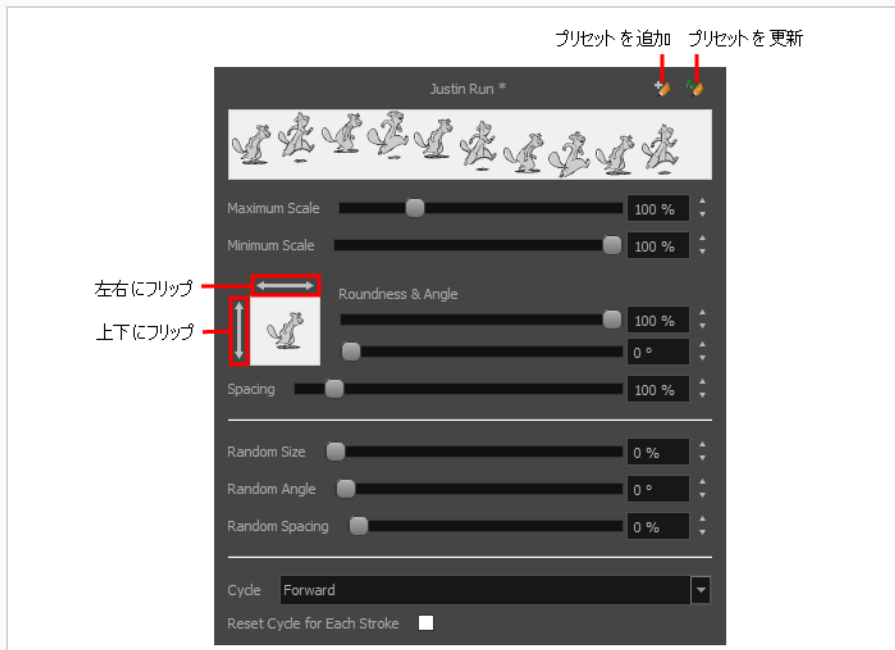 プリセットを追加 プリセットを更新
Justin Run *
Maximum Scale 100 %
Minimum Scale 100 %
左右にフリップ
Roundness & Angle
上下にフリップ
100 %
0 °
Spacing 100 %
Random Size 0 %
Random Angle 0 °
Random Spacing 0 %
Cycle Forward
Reset Cycle for Each Stroke